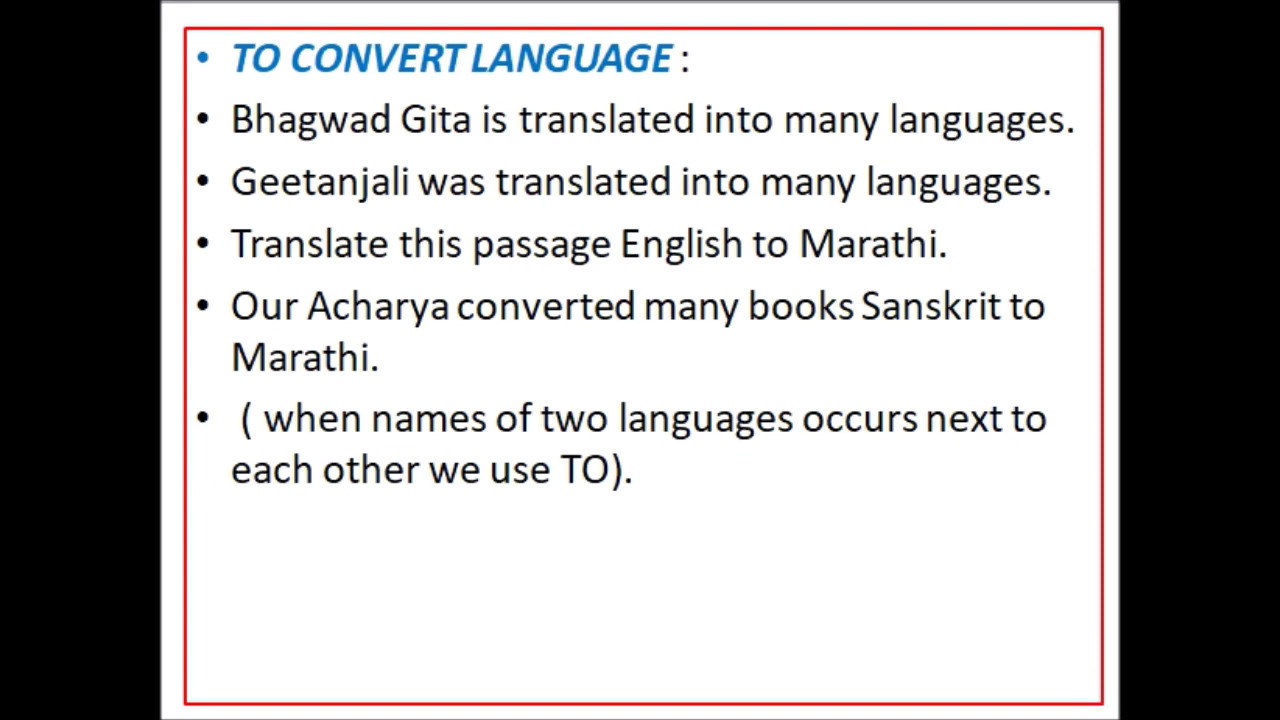 • TO CONVERT LANGUAGE :
• Bhagwad Gita is translated into many languages.
• Geetanjali was translated into many languages.
• Translate this passage English to Marathi.
• Our Acharya converted many books Sanskrit to
Marathi.
• ( when names of two languages occurs next to
each other we use TO).